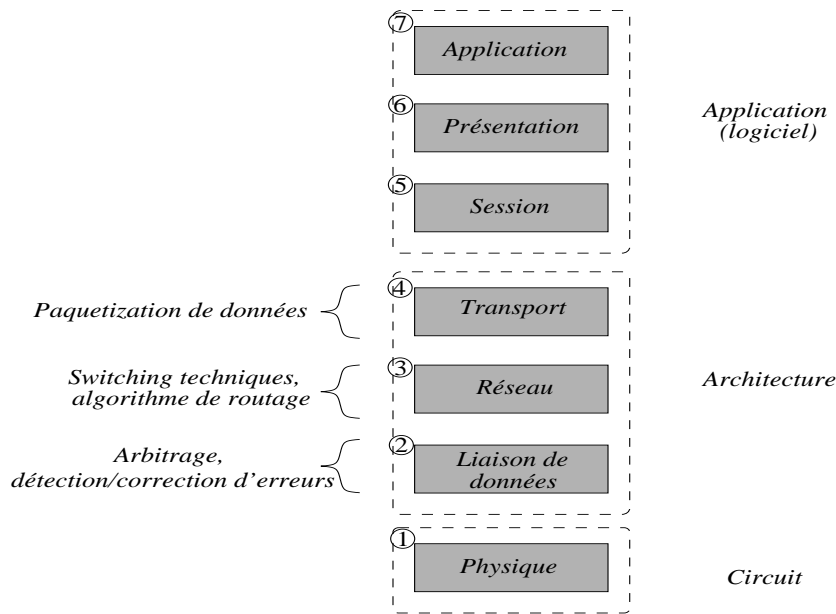 7
Application
6
Présentation
Application
(logiciel)
5
Session
4
Transport
Paquetization de données
3
Réseau
Switching techniques,
algorithme de routage
Architecture
2
Liaison de
données
Arbitrage,
détection/correction d'erreurs
1
Physique
Circuit